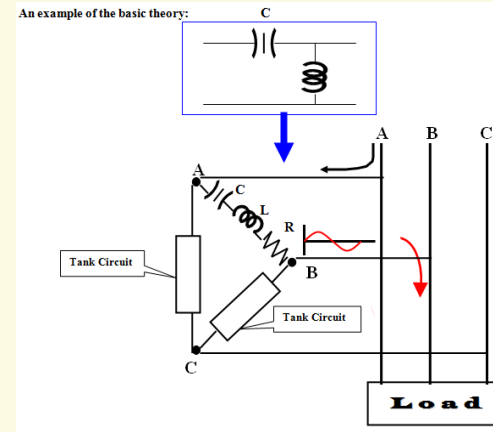 An example of the basic theory:
C
A B C
A
C
L
R
B
Tank Circuit
Tank Circuit
C
Load